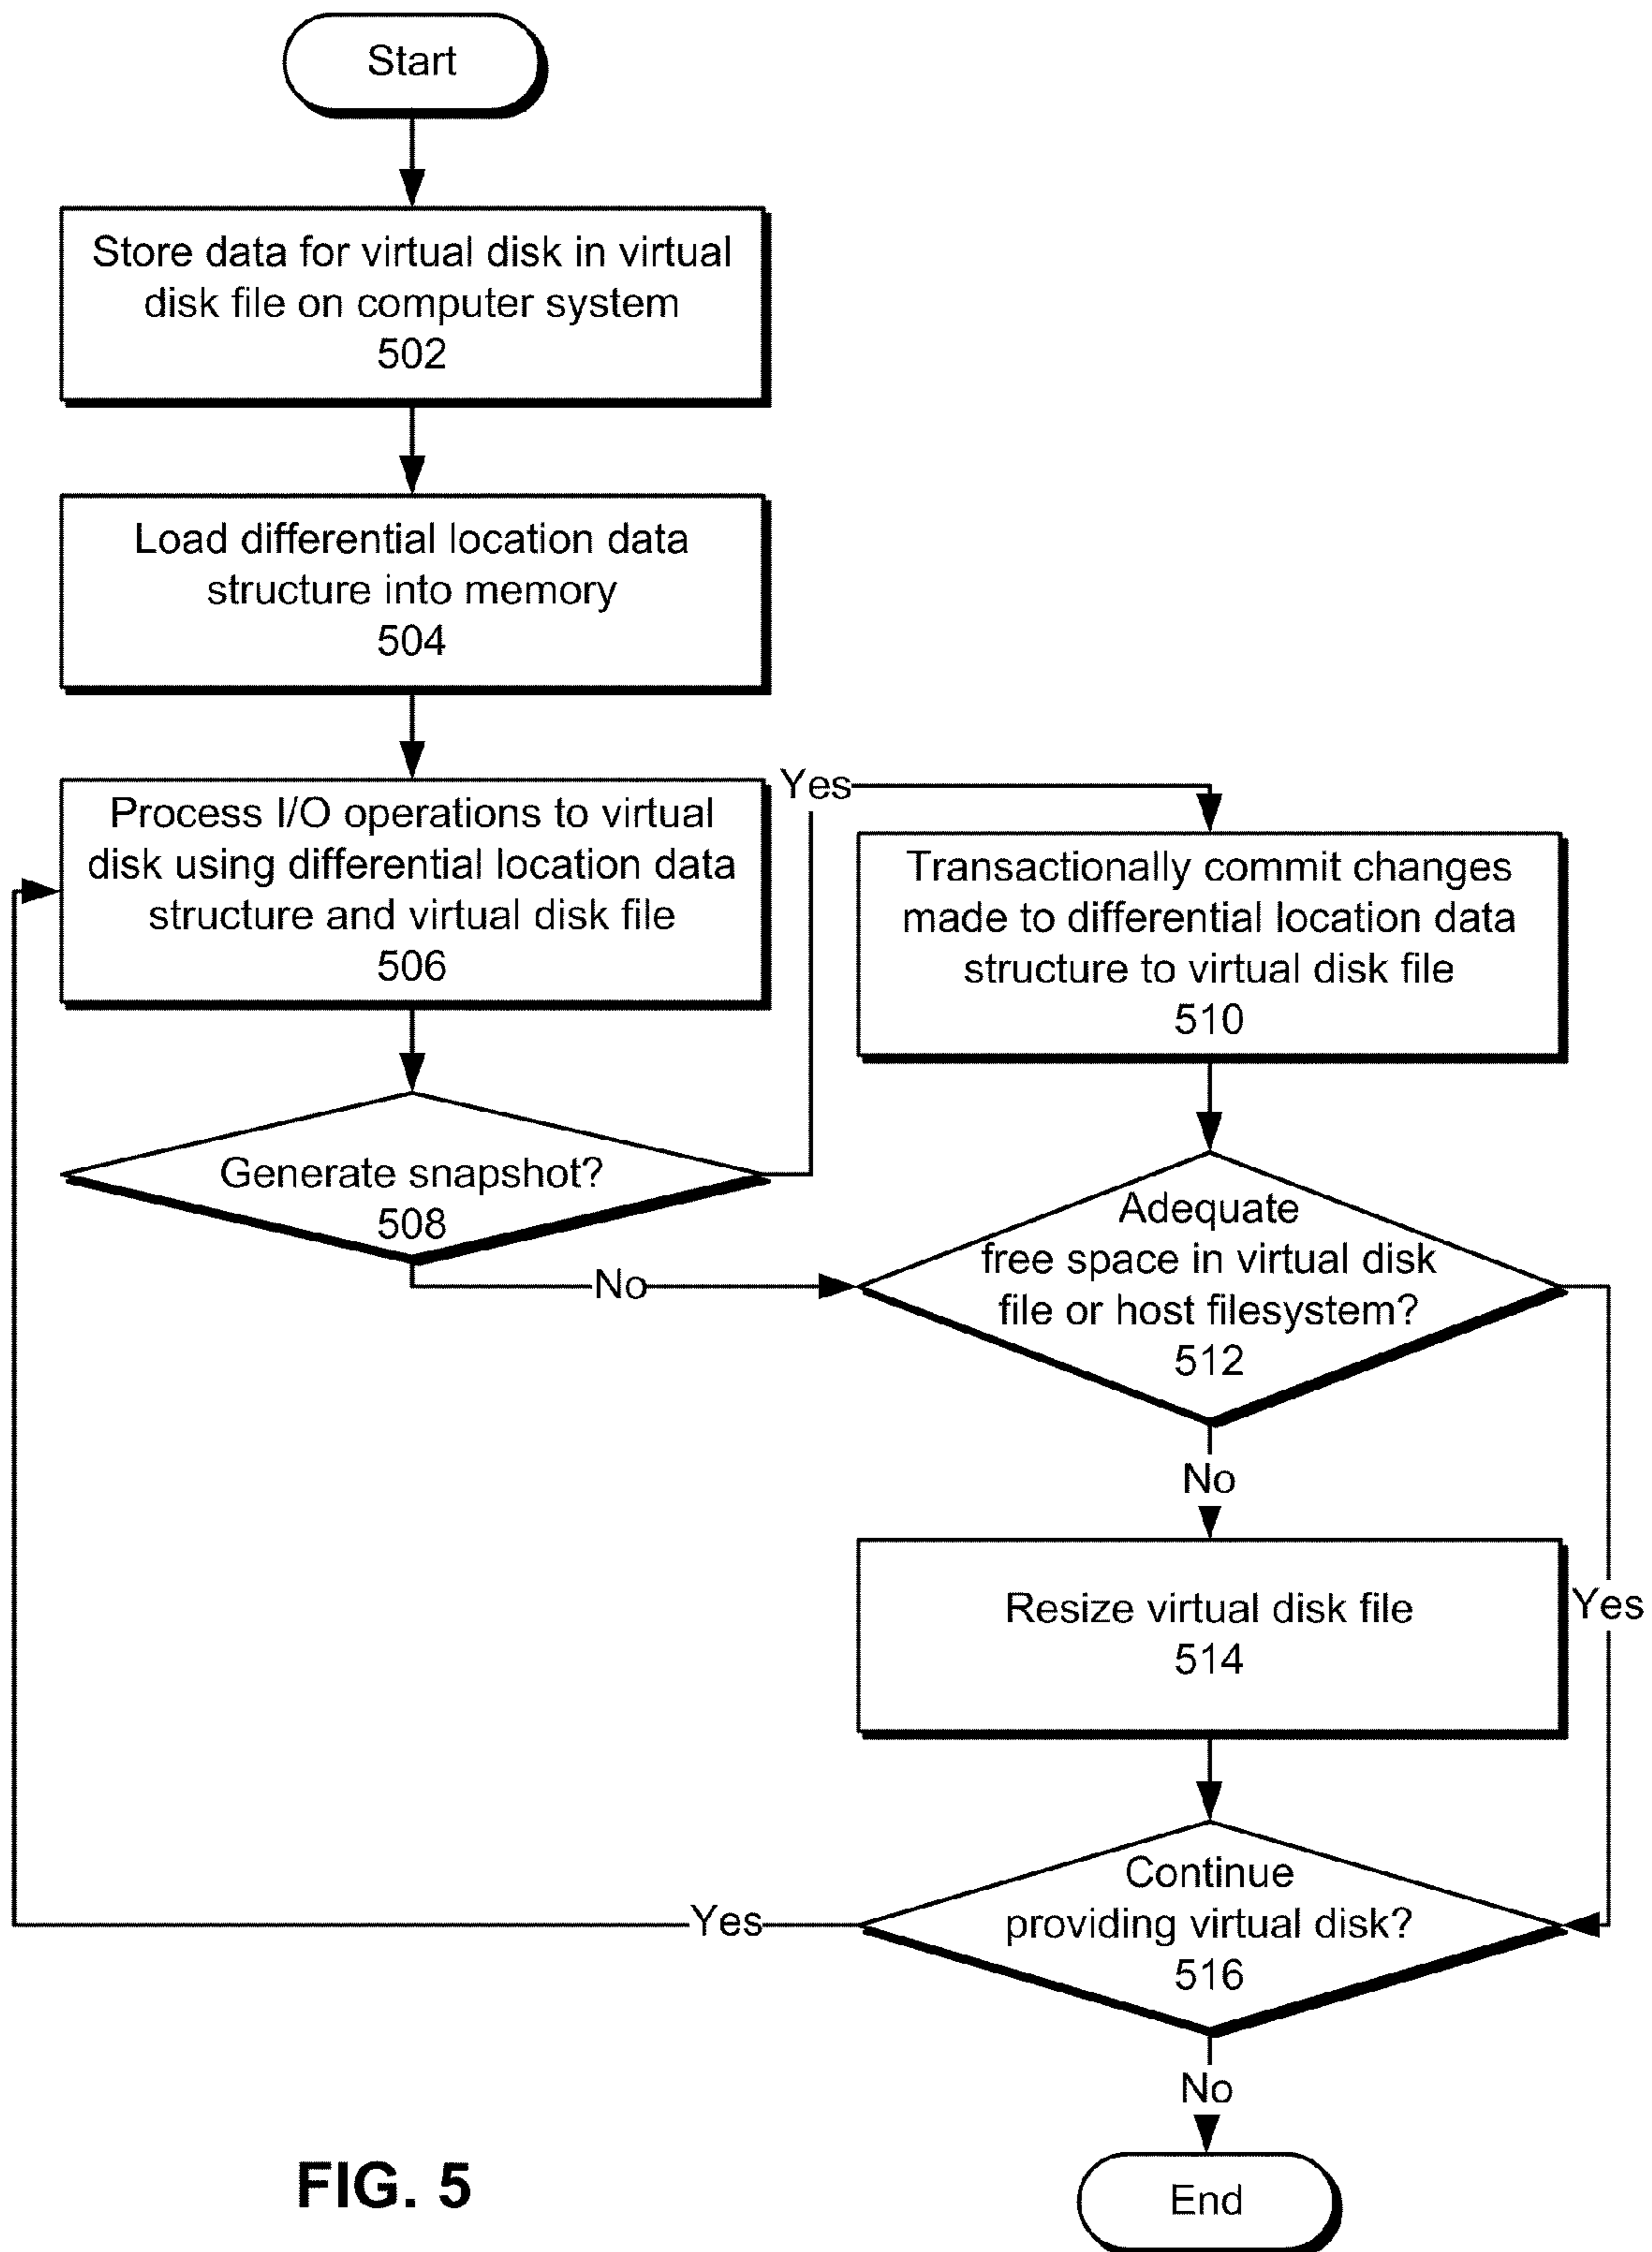 Start
Store data for virtual disk in virtual
disk file on computer system
502
Load differential location data
structure into memory
504
Process I/O operations to virtual
disk using differential location data
structure and virtual disk file
506
Generate snapshot?
508
Yes
No
Transactionally commit changes
made to differential location data
structure to virtual disk file
510
Adequate
free space in virtual disk
file or host filesystem?
512
No
Yes
Resize virtual disk file
514
Continue
providing virtual disk?
516
Yes
No
End
FIG. 5